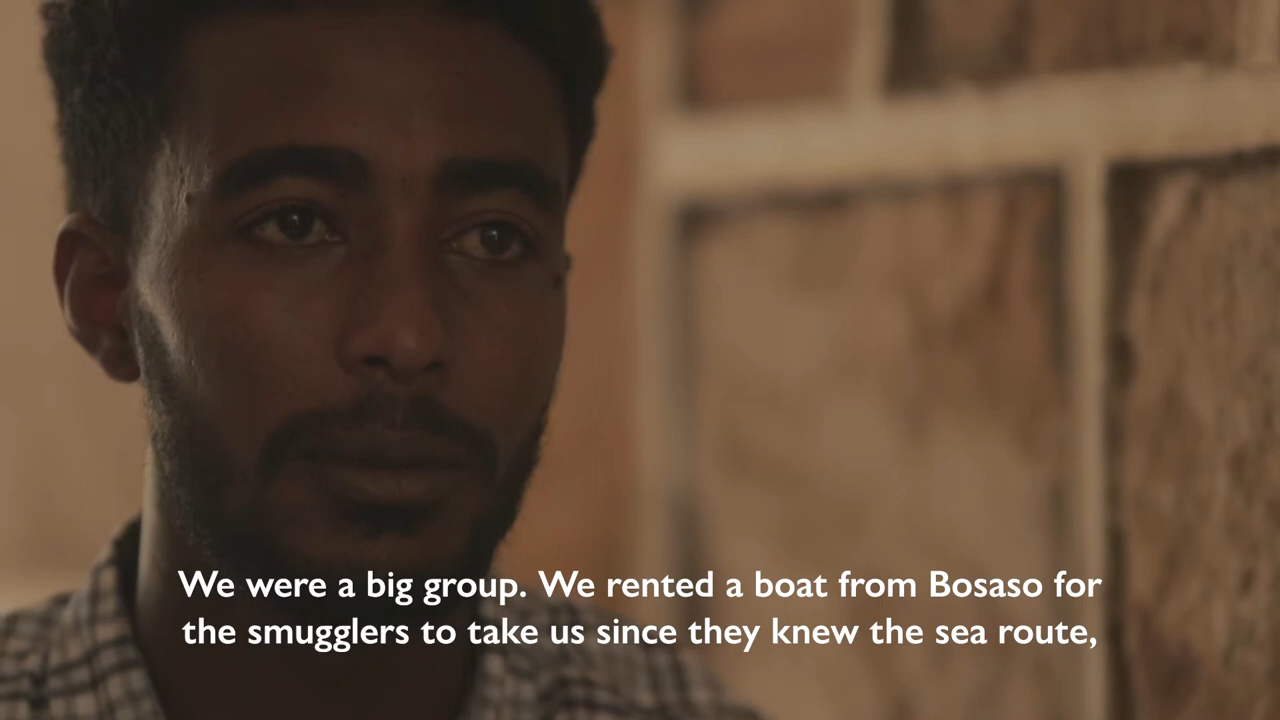 We were a big group. We rented a boat from Bosaso for
the smugglers to take us since they knew the sea route,